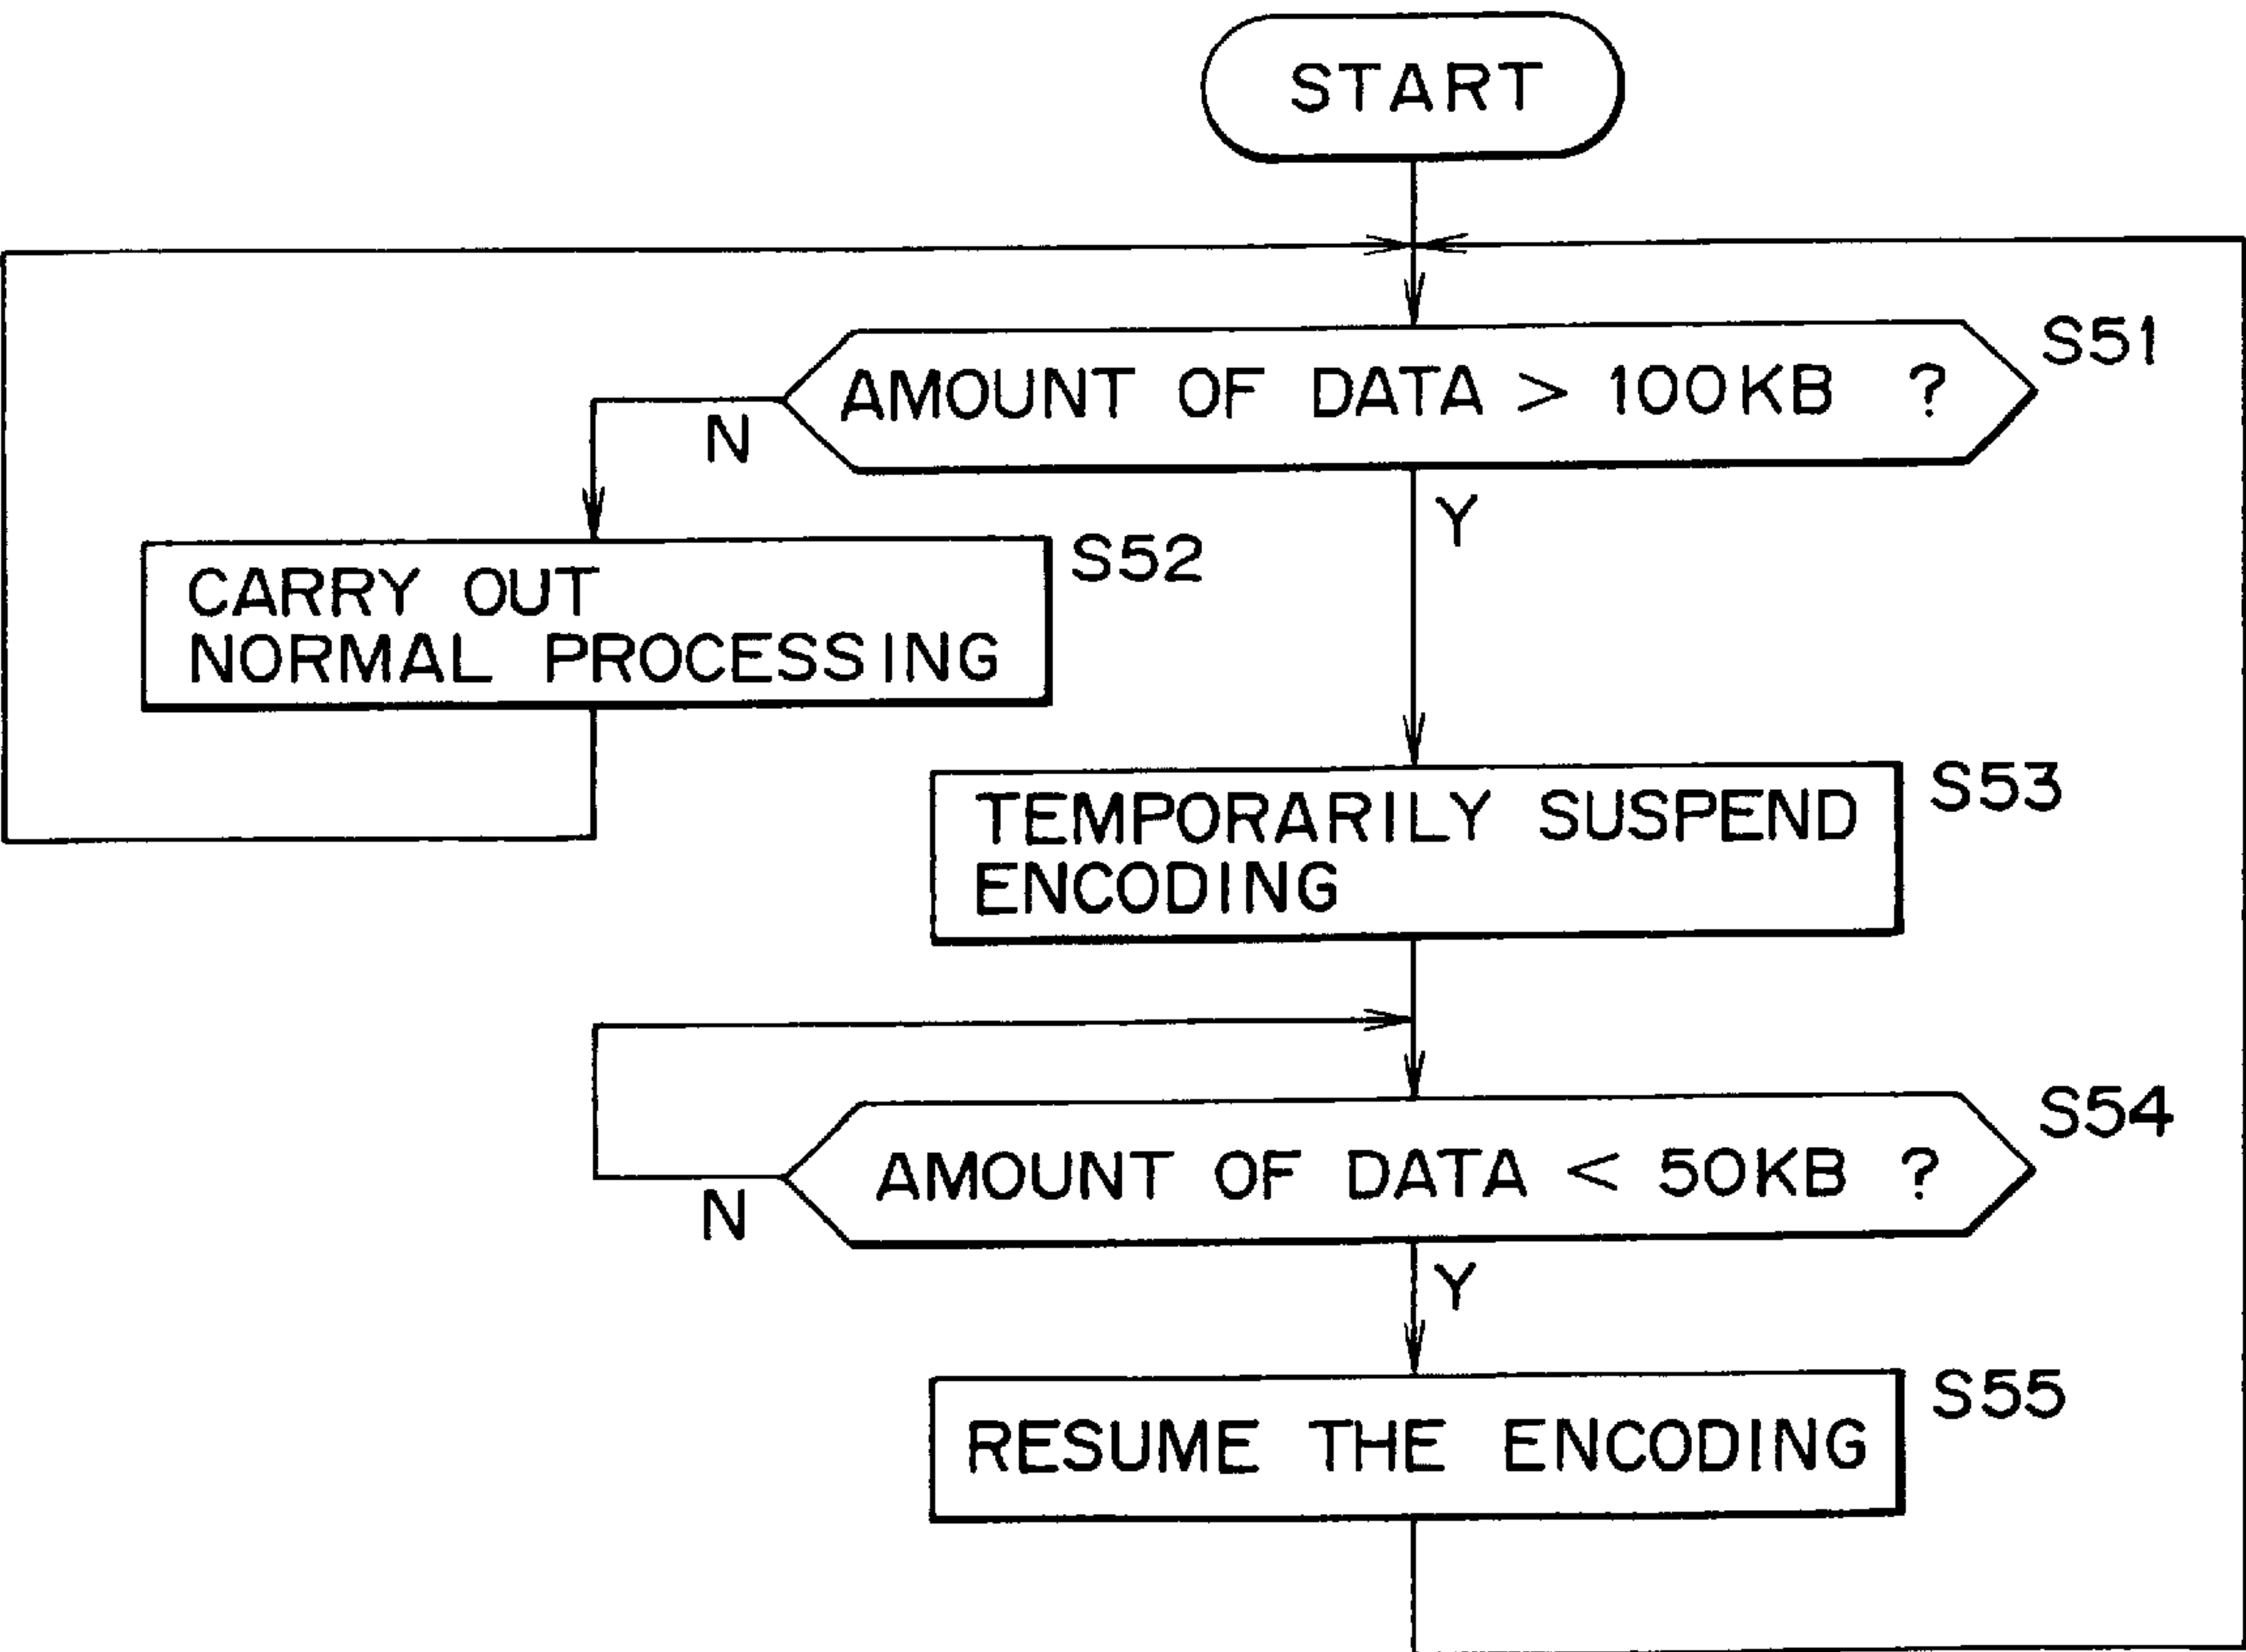 START
AMOUNT OF DATA > 100KB ?
S51
N
Y
CARRY OUT
NORMAL PROCESSING
S52
TEMPORARILY SUSPEND
ENCODING
S53
AMOUNT OF DATA < 50KB ?
S54
N
Y
RESUME THE ENCODING
S55